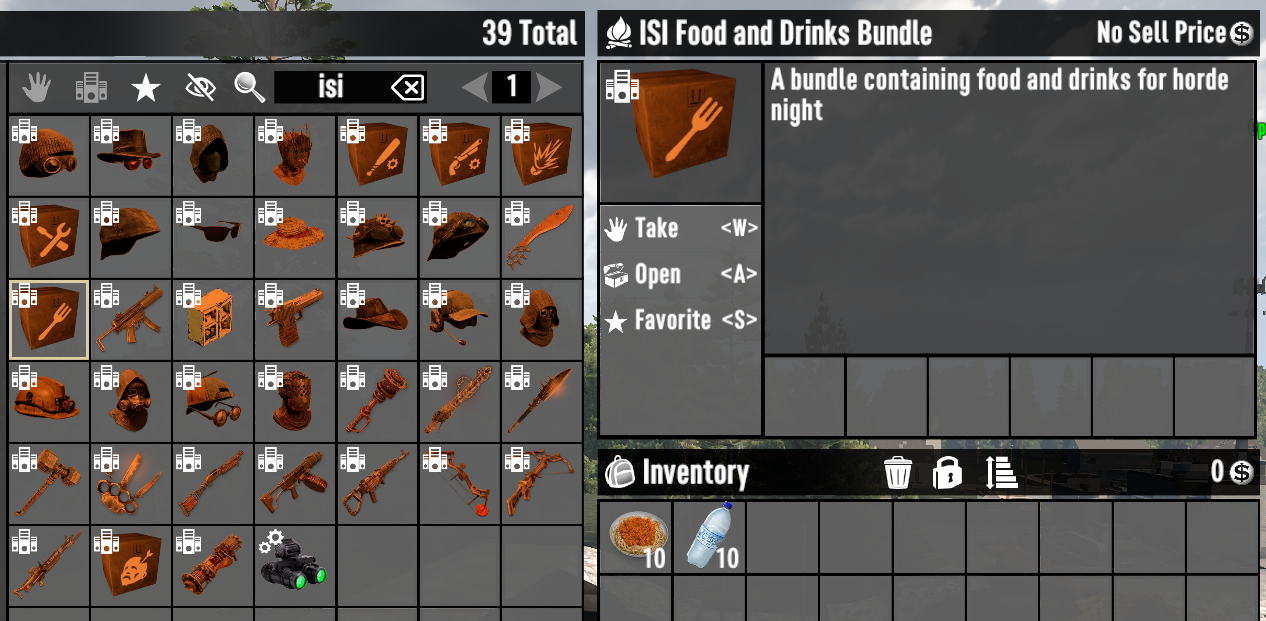 39 Total
isi
1
ISI Food and Drinks Bundle
No Sell Price
A bundle containing food and drinks for horde
night
Take <W>
Open <A>
Favorite <S>
Inventory
0
10
10